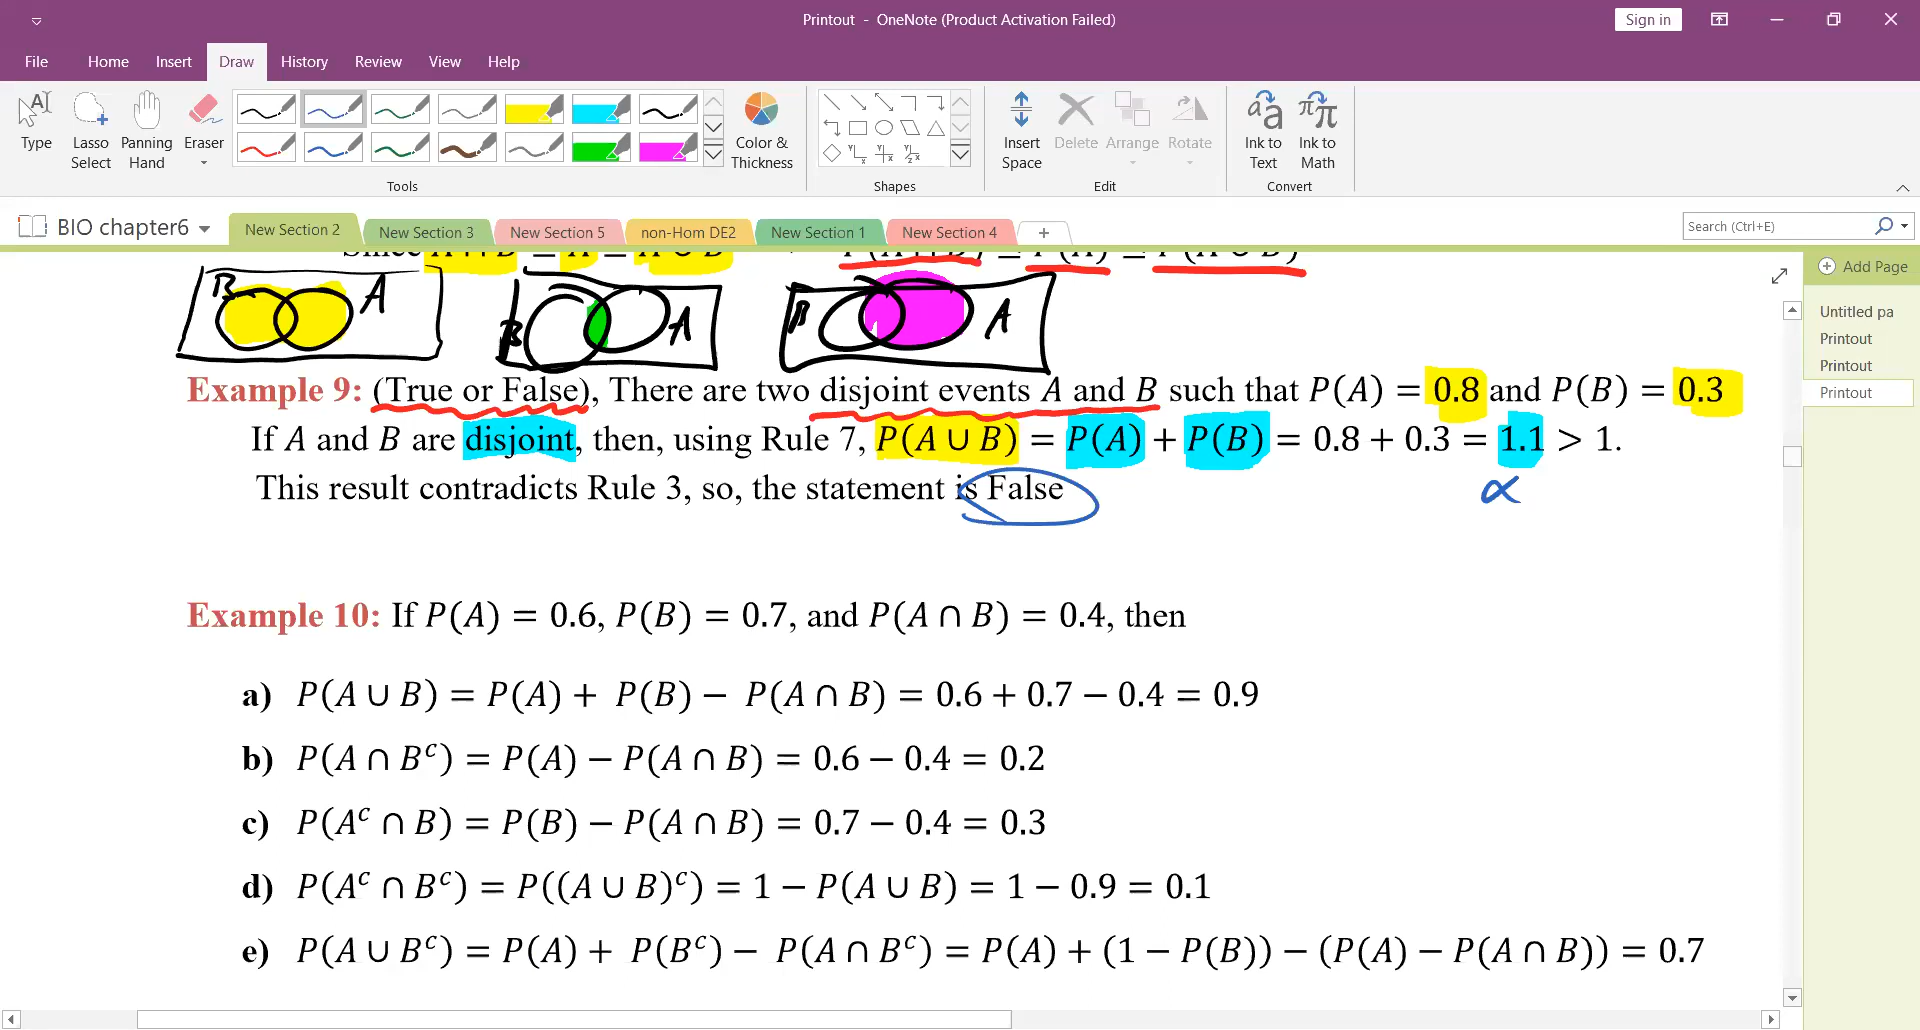 Printout - OneNote (Product Activation Failed)
Sign in
File Home Insert Draw History Review View Help
Type
Lasso Select
Panning Hand
Eraser
Color & Thickness
Insert Space
Delete
Arrange
Rotate
Ink to Text
Ink to Math
Tools
Shapes
Edit
Convert
BIO chapter6
New Section 2
New Section 3
New Section 5
non-Hom DE2
New Section 1
New Section 4
Search (Ctrl+E)
Add Page
Untitled pa
Printout
Printout
Printout
B A
B A
B A
Example 9: (True or False), There are two disjoint events A and B such that P(A) = 0.8 and P(B) = 0.3
If A and B are disjoint, then, using Rule 7, P(A ∪ B) = P(A) + P(B) = 0.8 + 0.3 = 1.1 > 1.
This result contradicts Rule 3, so, the statement is False
Example 10: If P(A) = 0.6, P(B) = 0.7, and P(A ∩ B) = 0.4, then
a) P(A ∪ B) = P(A) + P(B) − P(A ∩ B) = 0.6 + 0.7 − 0.4 = 0.9
b) P(A ∩ Bᶜ) = P(A) − P(A ∩ B) = 0.6 − 0.4 = 0.2
c) P(Aᶜ ∩ B) = P(B) − P(A ∩ B) = 0.7 − 0.4 = 0.3
d) P(Aᶜ ∩ Bᶜ) = P((A ∪ B)ᶜ) = 1 − P(A ∪ B) = 1 − 0.9 = 0.1
e) P(A ∪ Bᶜ) = P(A) + P(Bᶜ) − P(A ∩ Bᶜ) = P(A) + (1 − P(B)) − (P(A) − P(A ∩ B)) = 0.7